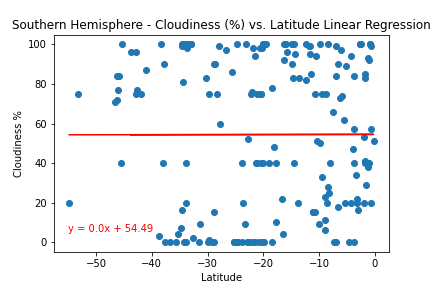 Southern Hemisphere - Cloudiness (%) vs. Latitude Linear Regression
100
80
60
40
20
0
Cloudiness %
y = 0.0x + 54.49
−50 −40 −30 −20 −10 0
Latitude